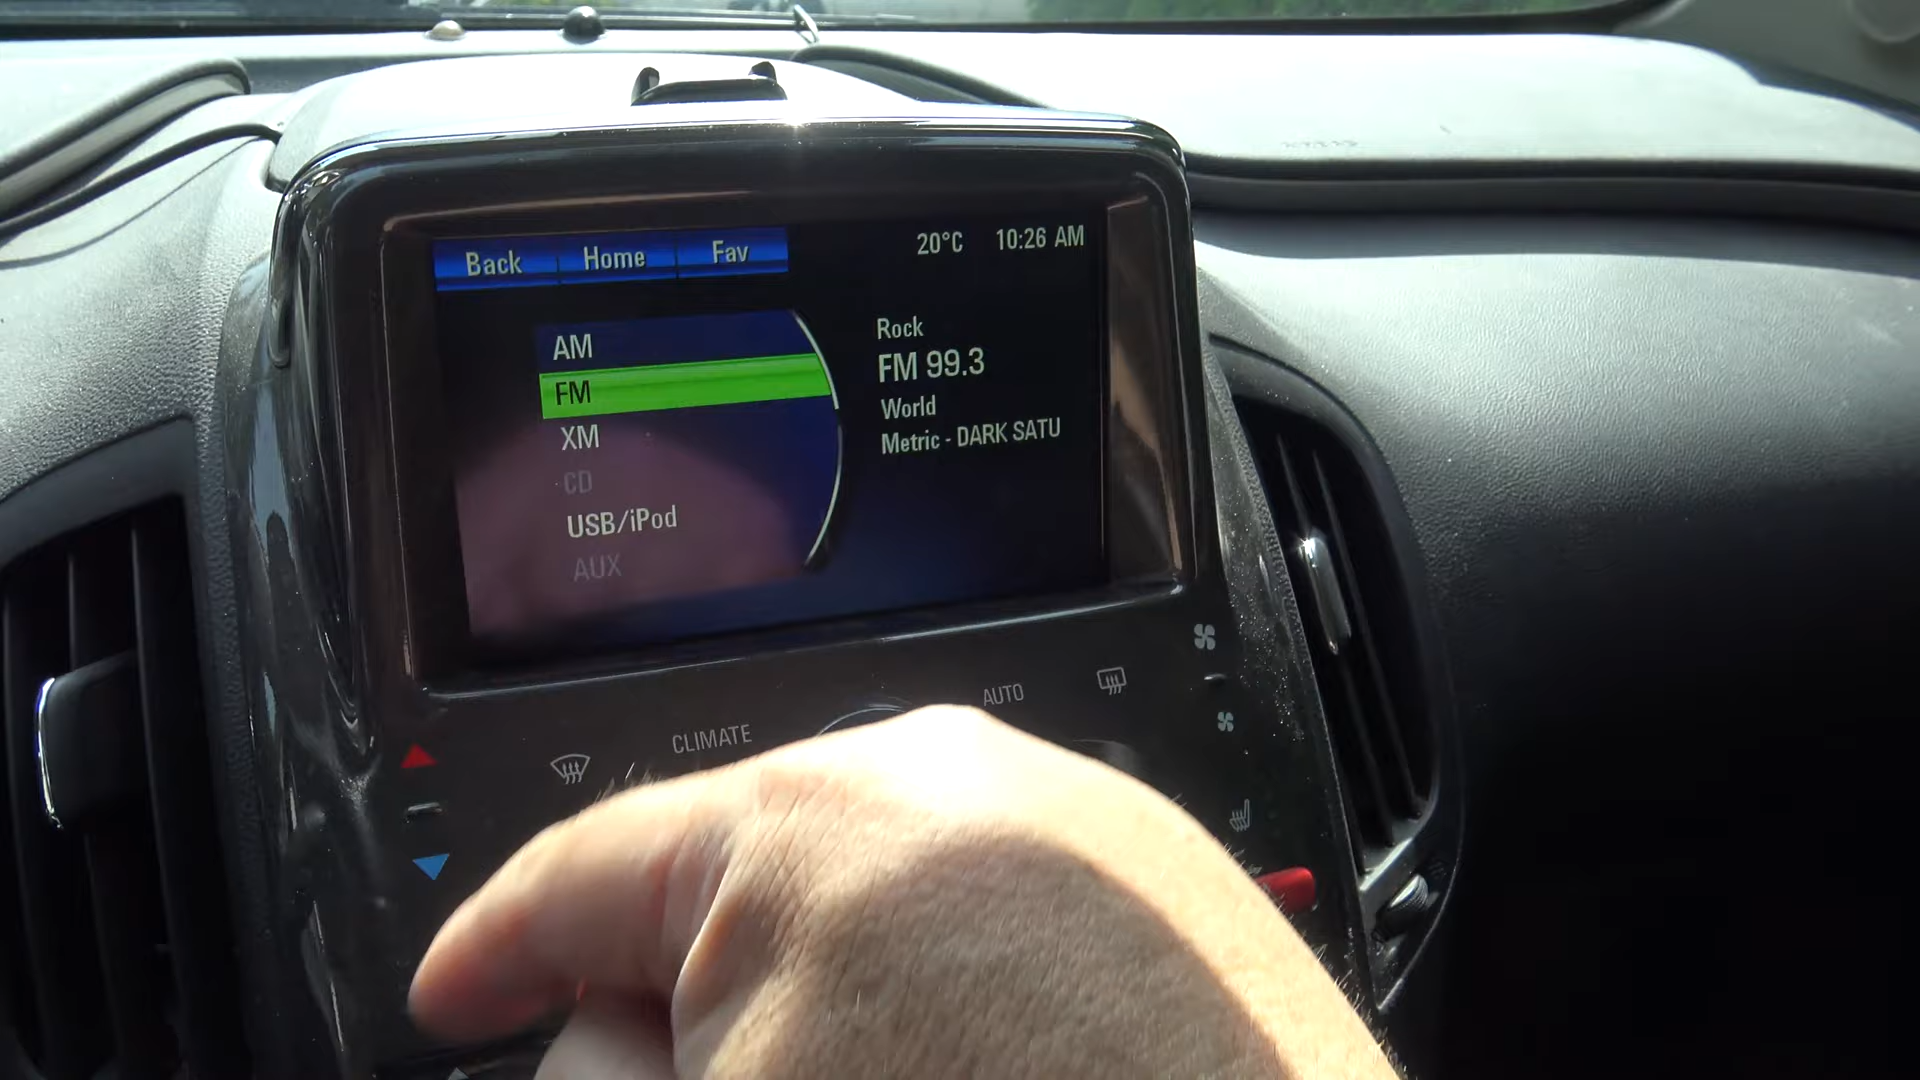 Back Home Fav
20°C 10:26 AM
AM
FM
XM
CD
USB/iPod
AUX
Rock
FM 99.3
World
Metric - DARK SATU
CLIMATE
AUTO